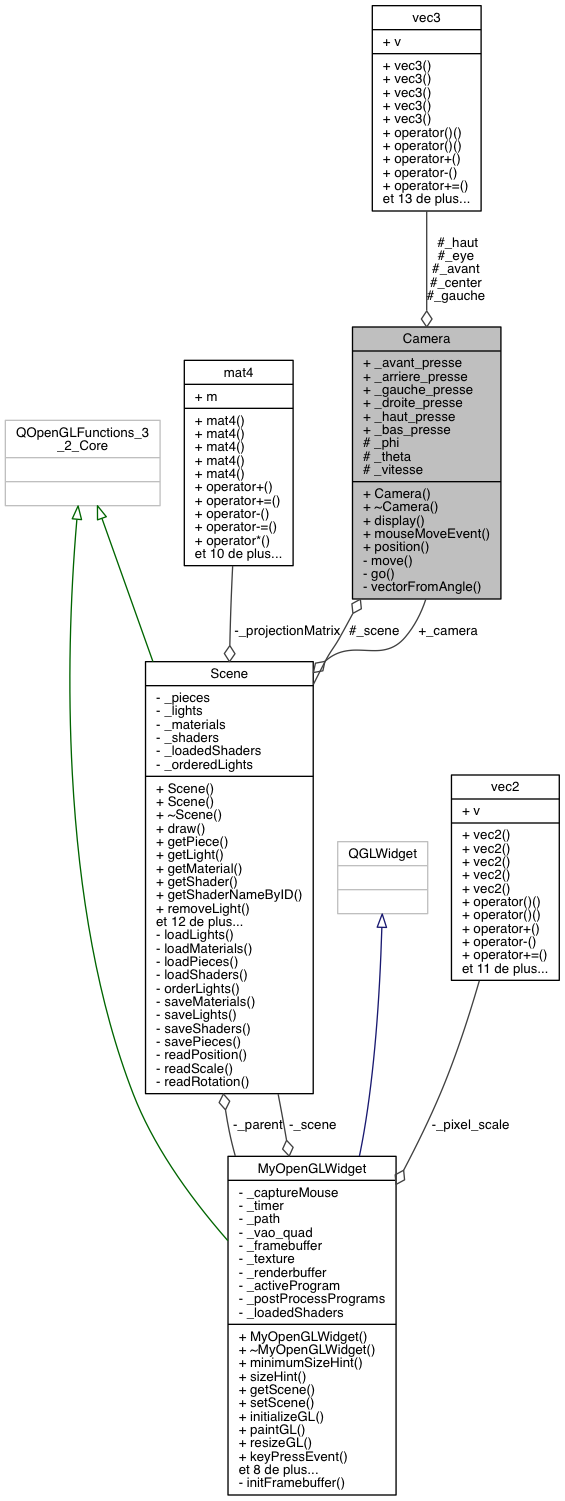 vec3
+ v
+ vec3()
+ vec3()
+ vec3()
+ vec3()
+ vec3()
+ operator()()
+ operator()()
+ operator+()
+ operator-()
+ operator+=()
et 13 de plus...
#_haut
#_eye
#_avant
#_center
#_gauche
Camera
+ _avant_presse
+ _arriere_presse
+ _gauche_presse
+ _droite_presse
+ _haut_presse
+ _bas_presse
# _phi
# _theta
# _vitesse
+ Camera()
+ ~Camera()
+ display()
+ mouseMoveEvent()
+ position()
- move()
- go()
- vectorFromAngle()
mat4
+ m
+ mat4()
+ mat4()
+ mat4()
+ mat4()
+ mat4()
+ operator+()
+ operator+=()
+ operator-()
+ operator-=()
+ operator*()
et 10 de plus...
QOpenGLFunctions_3
_2_Core
-_projectionMatrix
#_scene
+_camera
Scene
- _pieces
- _lights
- _materials
- _shaders
- _loadedShaders
- _orderedLights
+ Scene()
+ Scene()
+ ~Scene()
+ draw()
+ getPiece()
+ getLight()
+ getMaterial()
+ getShader()
+ getShaderNameByID()
+ removeLight()
et 12 de plus...
- loadLights()
- loadMaterials()
- loadPieces()
- loadShaders()
- orderLights()
- saveMaterials()
- saveLights()
- saveShaders()
- savePieces()
- readPosition()
- readScale()
- readRotation()
QGLWidget
vec2
+ v
+ vec2()
+ vec2()
+ vec2()
+ vec2()
+ vec2()
+ operator()()
+ operator()()
+ operator+()
+ operator-()
+ operator+=()
et 11 de plus...
-_parent
-_scene
-_pixel_scale
MyOpenGLWidget
- _captureMouse
- _timer
- _path
- _vao_quad
- _framebuffer
- _texture
- _renderbuffer
- _activeProgram
- _postProcessPrograms
- _loadedShaders
+ MyOpenGLWidget()
+ ~MyOpenGLWidget()
+ minimumSizeHint()
+ sizeHint()
+ getScene()
+ setScene()
+ initializeGL()
+ paintGL()
+ resizeGL()
+ keyPressEvent()
et 8 de plus...
- initFramebuffer()